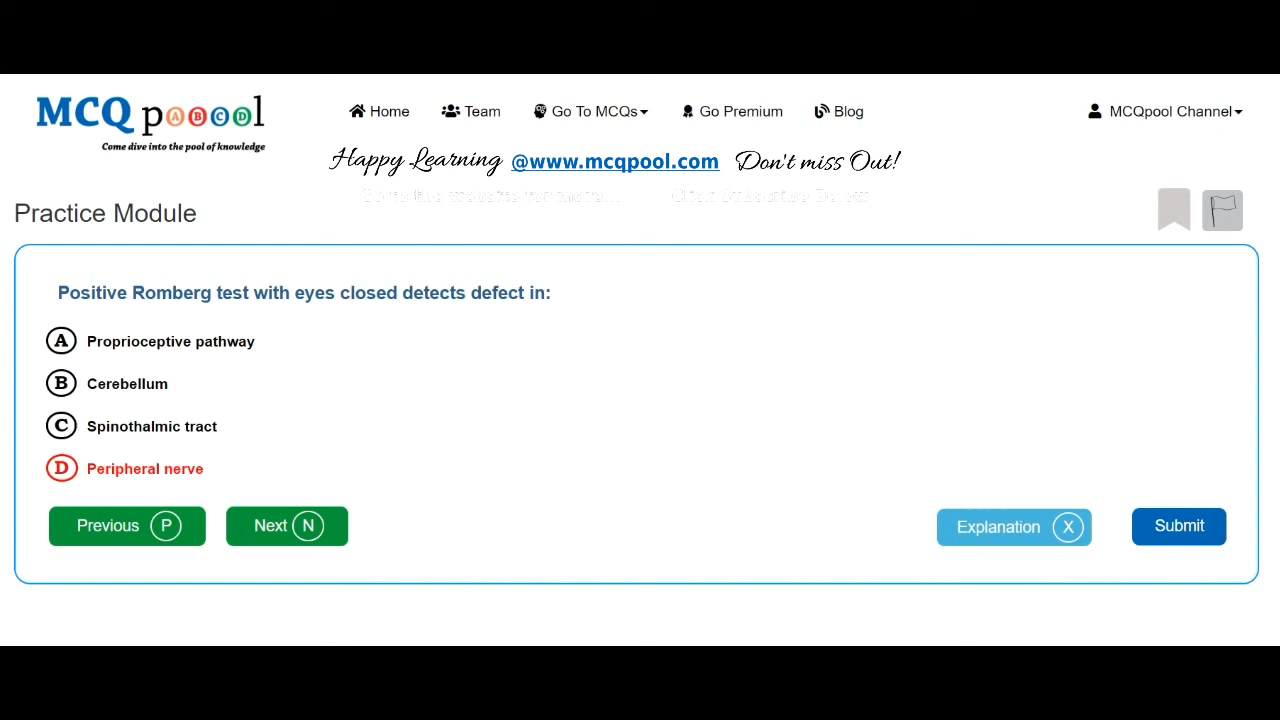 MCQ pABCDl
Come dive into the pool of knowledge
Home Team Go To MCQs Go Premium Blog MCQpool Channel
Happy Learning @www.mcqpool.com Don't miss Out!
Practice Module
Positive Romberg test with eyes closed detects defect in:
A Proprioceptive pathway
B Cerebellum
C Spinothalmic tract
D Peripheral nerve
Previous P Next N Explanation X Submit